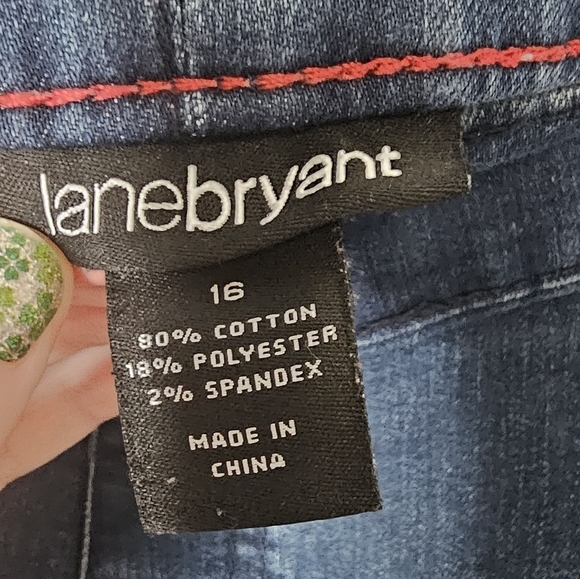 lanebryant
16
80% COTTON
18% POLYESTER
2% SPANDEX
MADE IN
CHINA